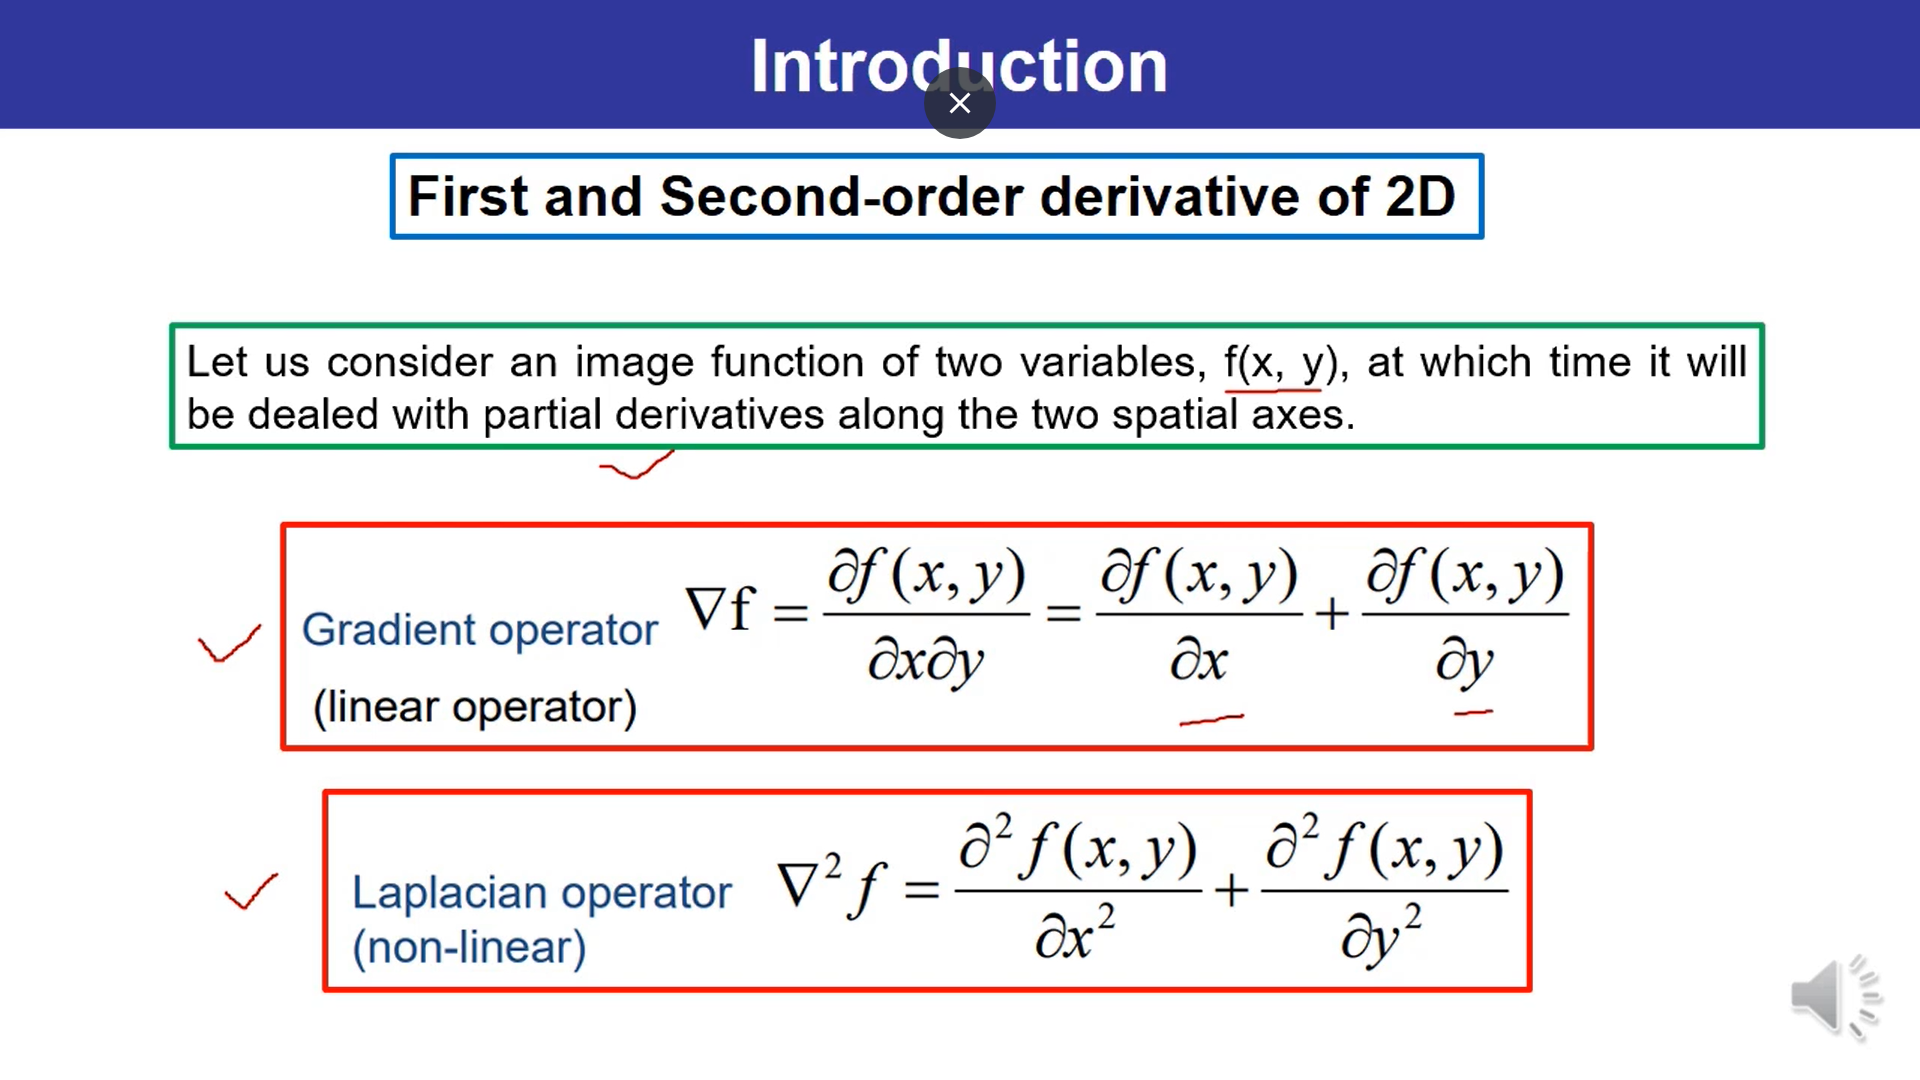 Introduction
First and Second-order derivative of 2D
Let us consider an image function of two variables, f(x, y), at which time it will
be dealed with partial derivatives along the two spatial axes.
Gradient operator ∇f = ∂f(x, y)/∂x∂y = ∂f(x, y)/∂x + ∂f(x, y)/∂y
(linear operator)
Laplacian operator ∇²f = ∂²f(x, y)/∂x² + ∂²f(x, y)/∂y²
(non-linear)